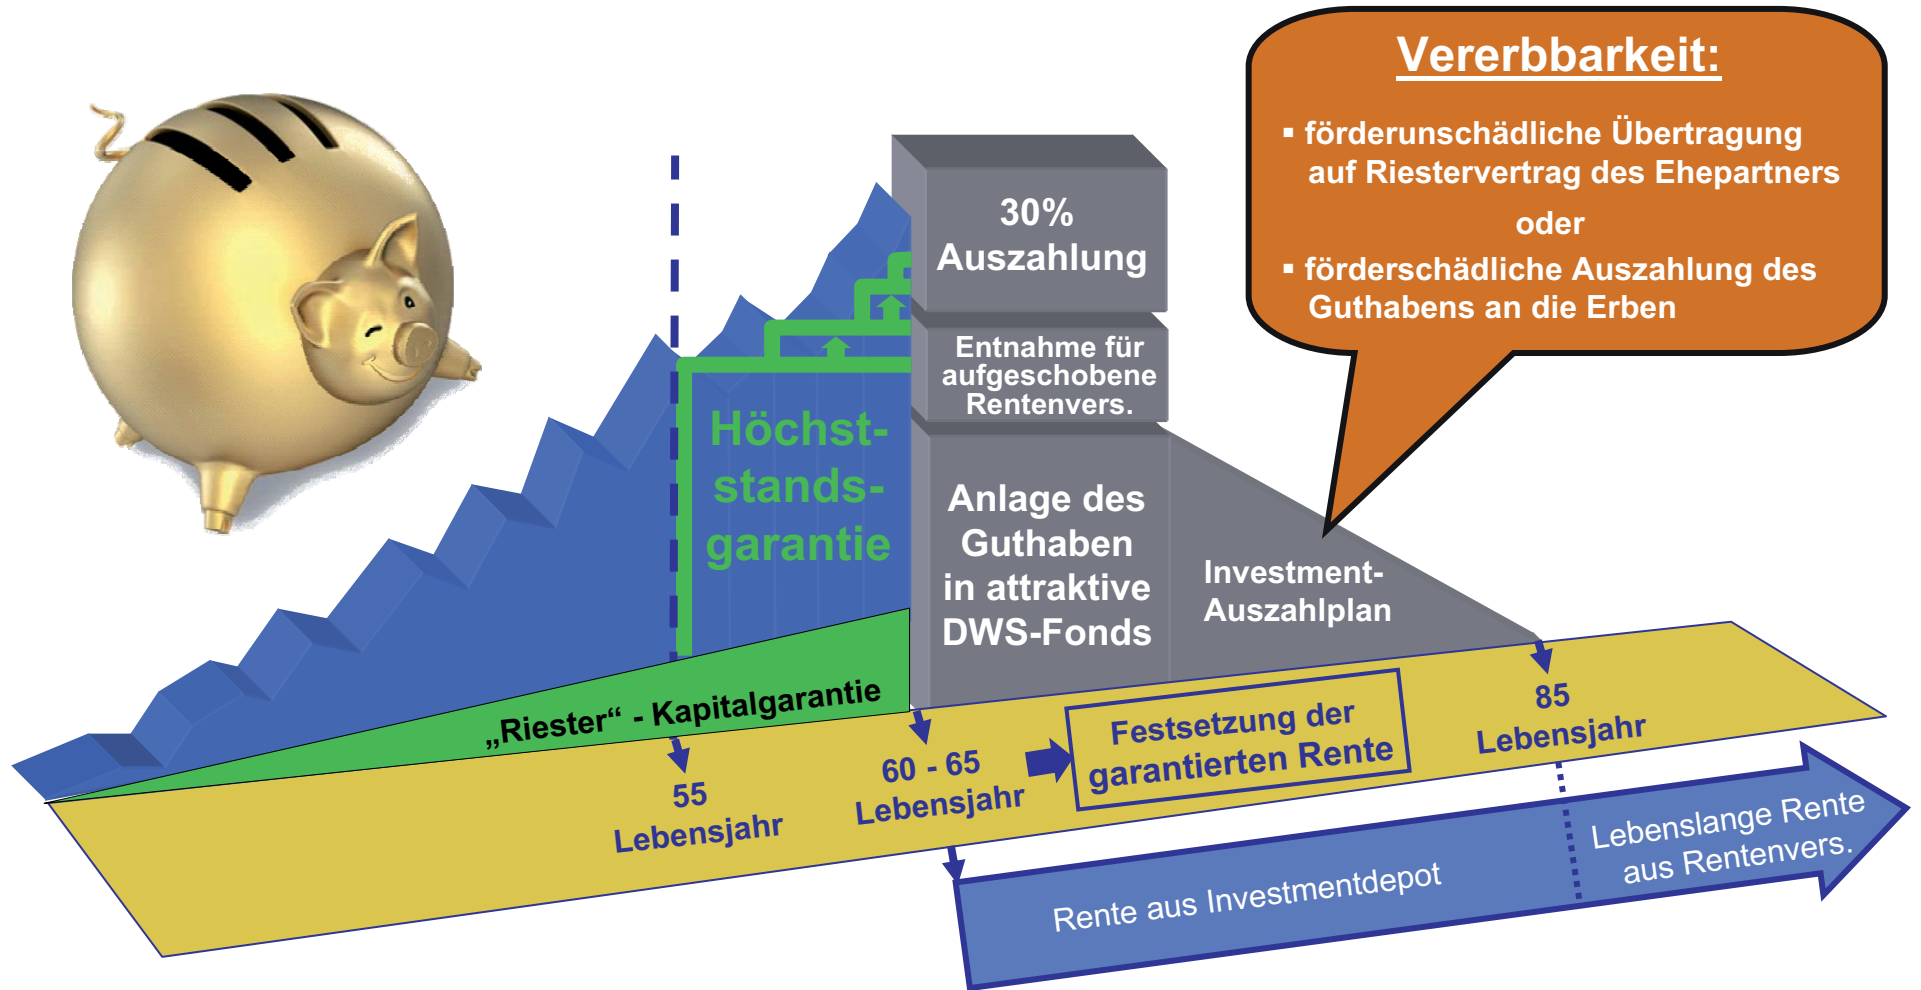 Vererbbarkeit:
▪ förderunschädliche Übertragung
auf Riestervertrag des Ehepartners
oder
▪ förderschädliche Auszahlung des
Guthabens an die Erben
30%
Auszahlung
Entnahme für
aufgeschobene
Rentenvers.
Höchst-
stands-
garantie
Anlage des
Guthaben
in attraktive
DWS-Fonds
Investment-
Auszahlplan
„Riester“ - Kapitalgarantie
55
Lebensjahr
60 - 65
Lebensjahr
Festsetzung der
garantierten Rente
85
Lebensjahr
Rente aus Investmentdepot
Lebenslange Rente
aus Rentenvers.